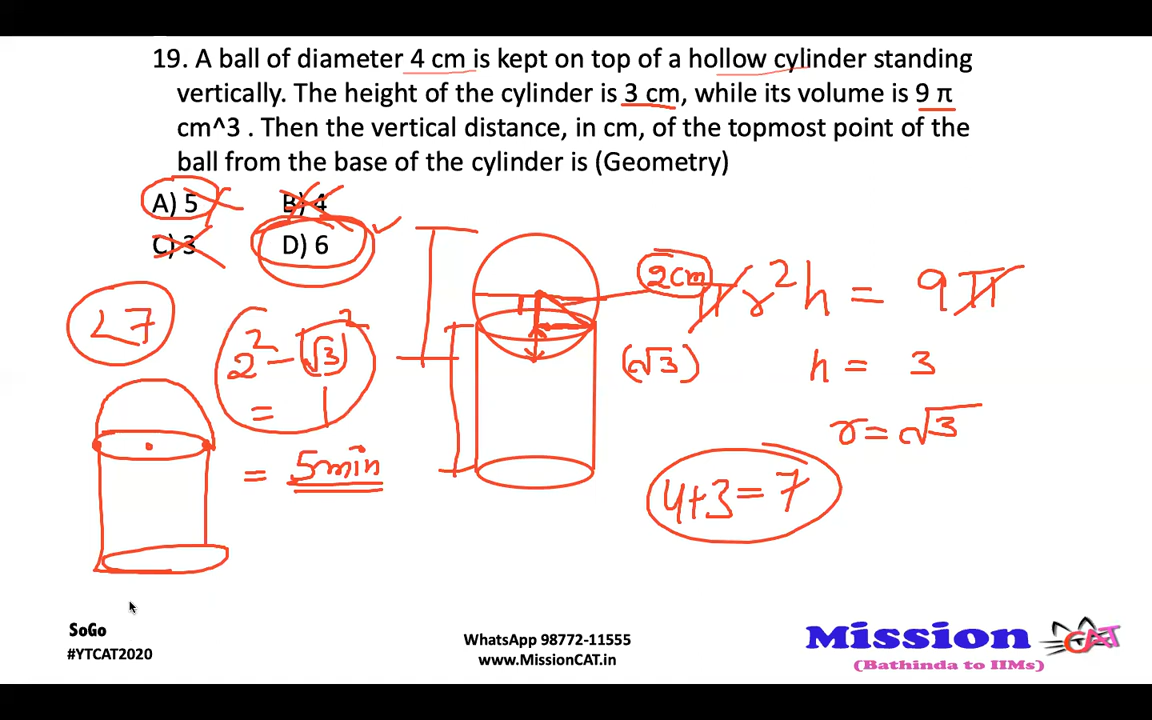 19. A ball of diameter 4 cm is kept on top of a hollow cylinder standing
vertically. The height of the cylinder is 3 cm, while its volume is 9 π
cm^3 . Then the vertical distance, in cm, of the topmost point of the
ball from the base of the cylinder is (Geometry)
A) 5 B) 4
C) 3 D) 6
2cm
πr²h = 9π
<7
2² - (√3)²
= 1
(√3)
h = 3
r = √3
= 5min
4+3=7
SoGo
#YTCAT2020
WhatsApp 98772-11555
www.MissionCAT.in
Mission CAT
(Bathinda to IIMs)